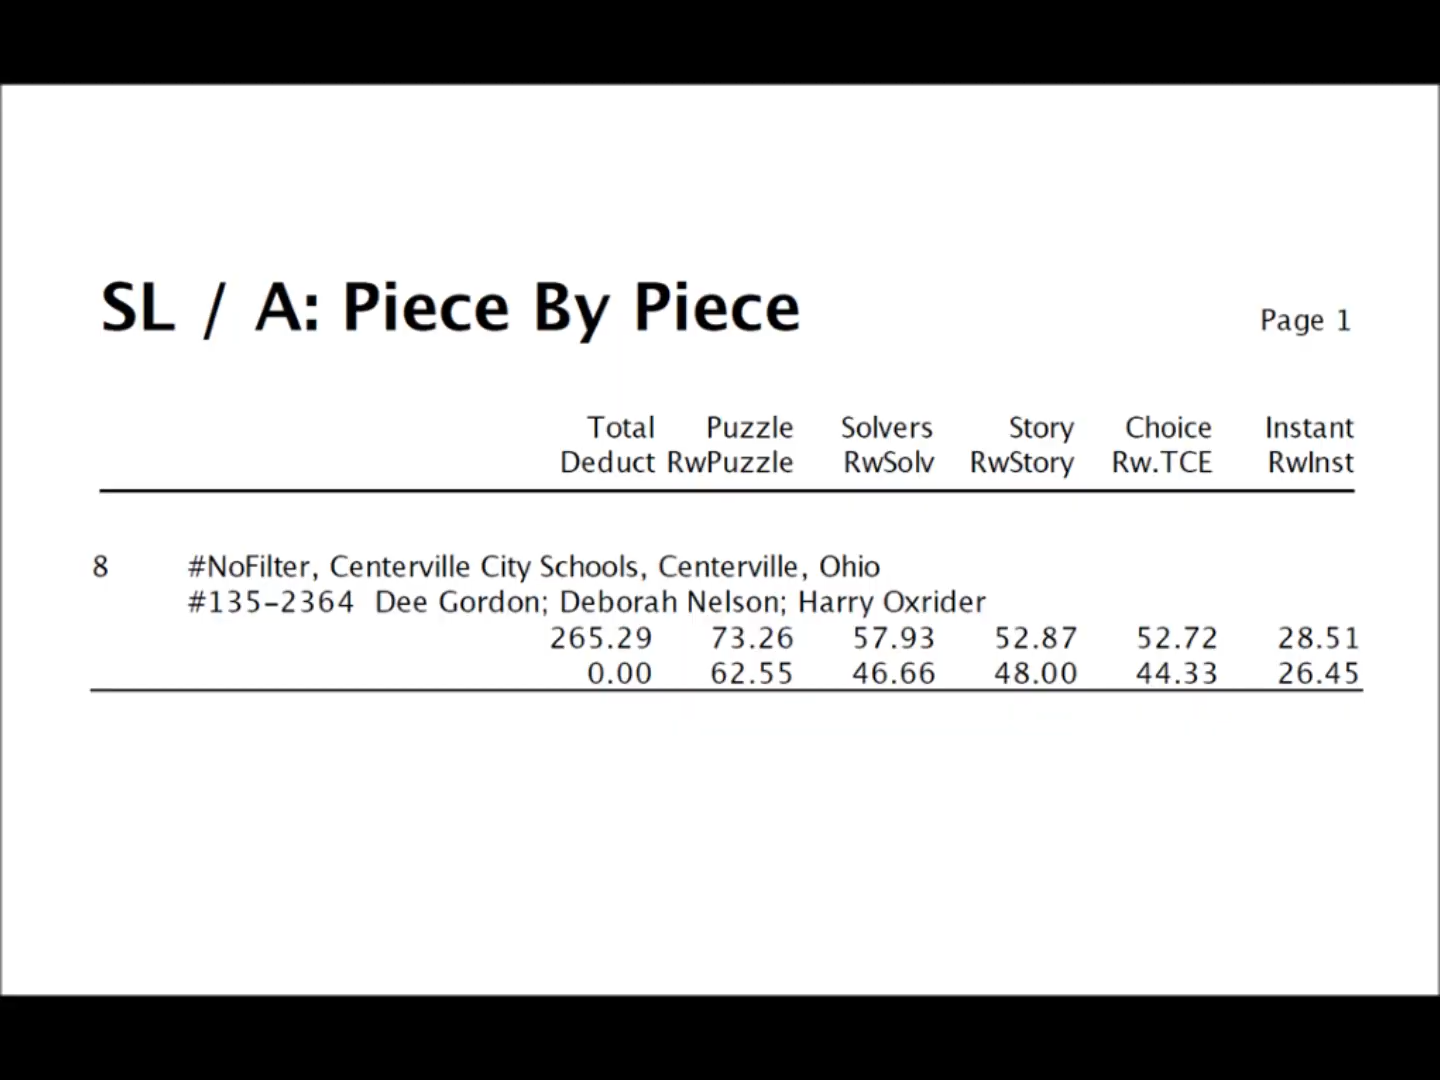 SL / A: Piece By Piece Page 1
Total Puzzle Solvers Story Choice Instant
Deduct RwPuzzle RwSolv RwStory Rw.TCE RwInst
8 #NoFilter, Centerville City Schools, Centerville, Ohio
#135-2364 Dee Gordon; Deborah Nelson; Harry Oxrider
265.29 73.26 57.93 52.87 52.72 28.51
0.00 62.55 46.66 48.00 44.33 26.45